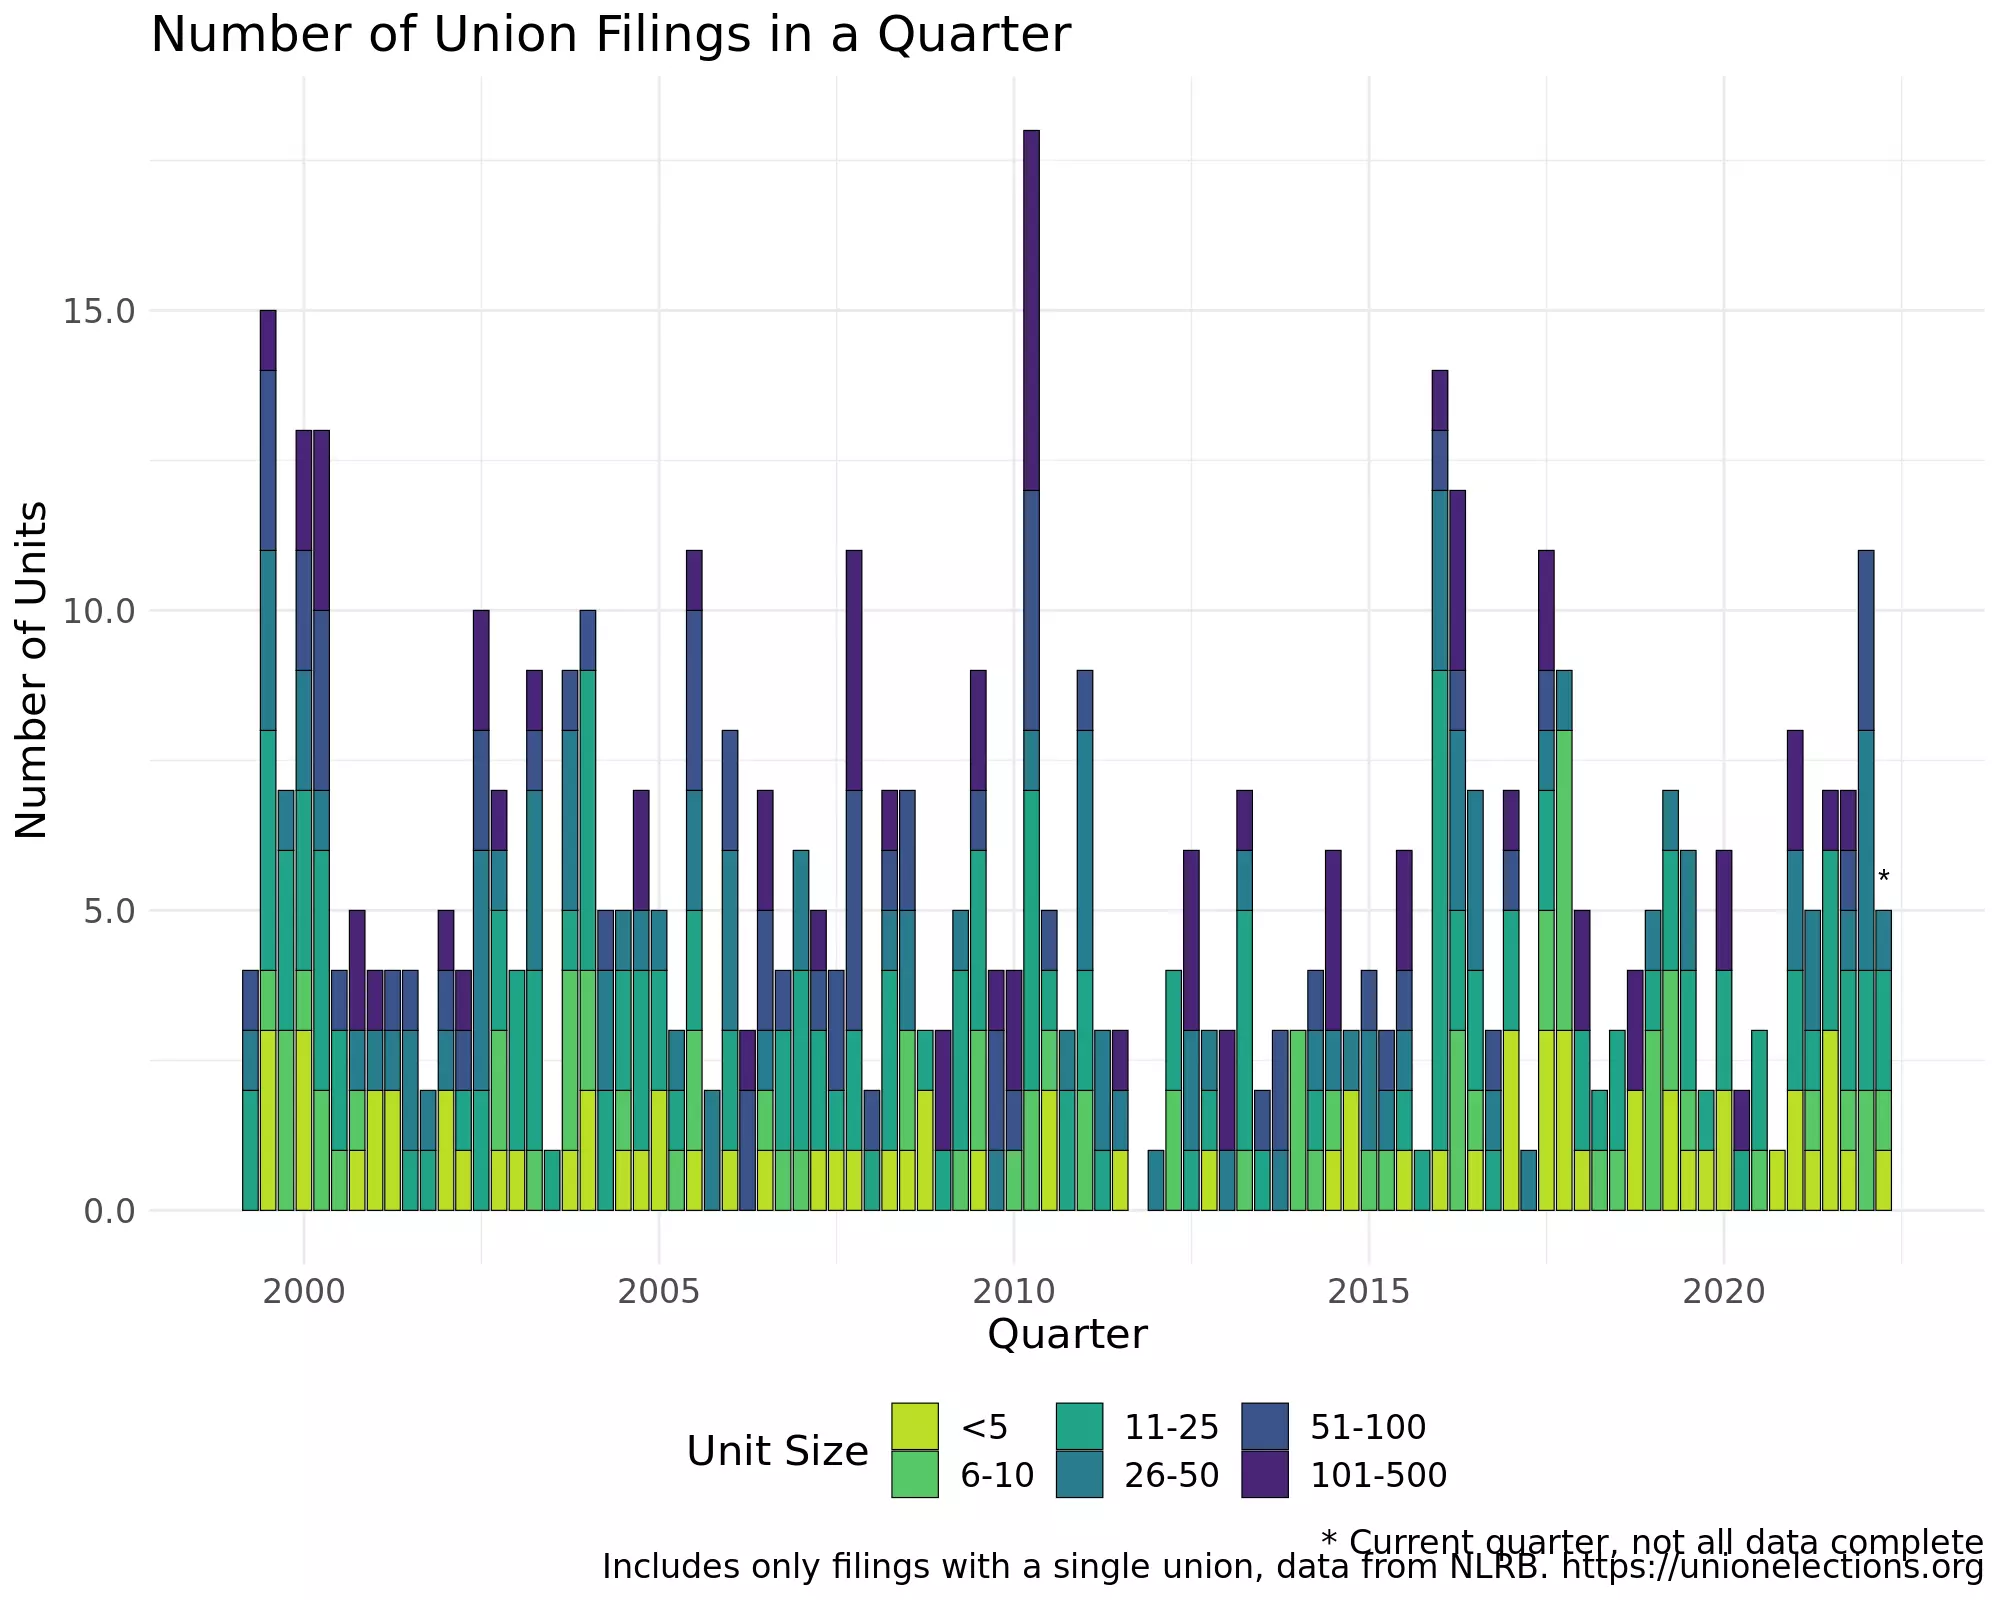 Number of Union Filings in a Quarter
Number of Units
15.0
10.0
5.0
0.0
*
2000 2005 2010 2015 2020
Quarter
Unit Size
<5 11-25 51-100
6-10 26-50 101-500
* Current quarter, not all data complete
Includes only filings with a single union, data from NLRB. https://unionelections.org